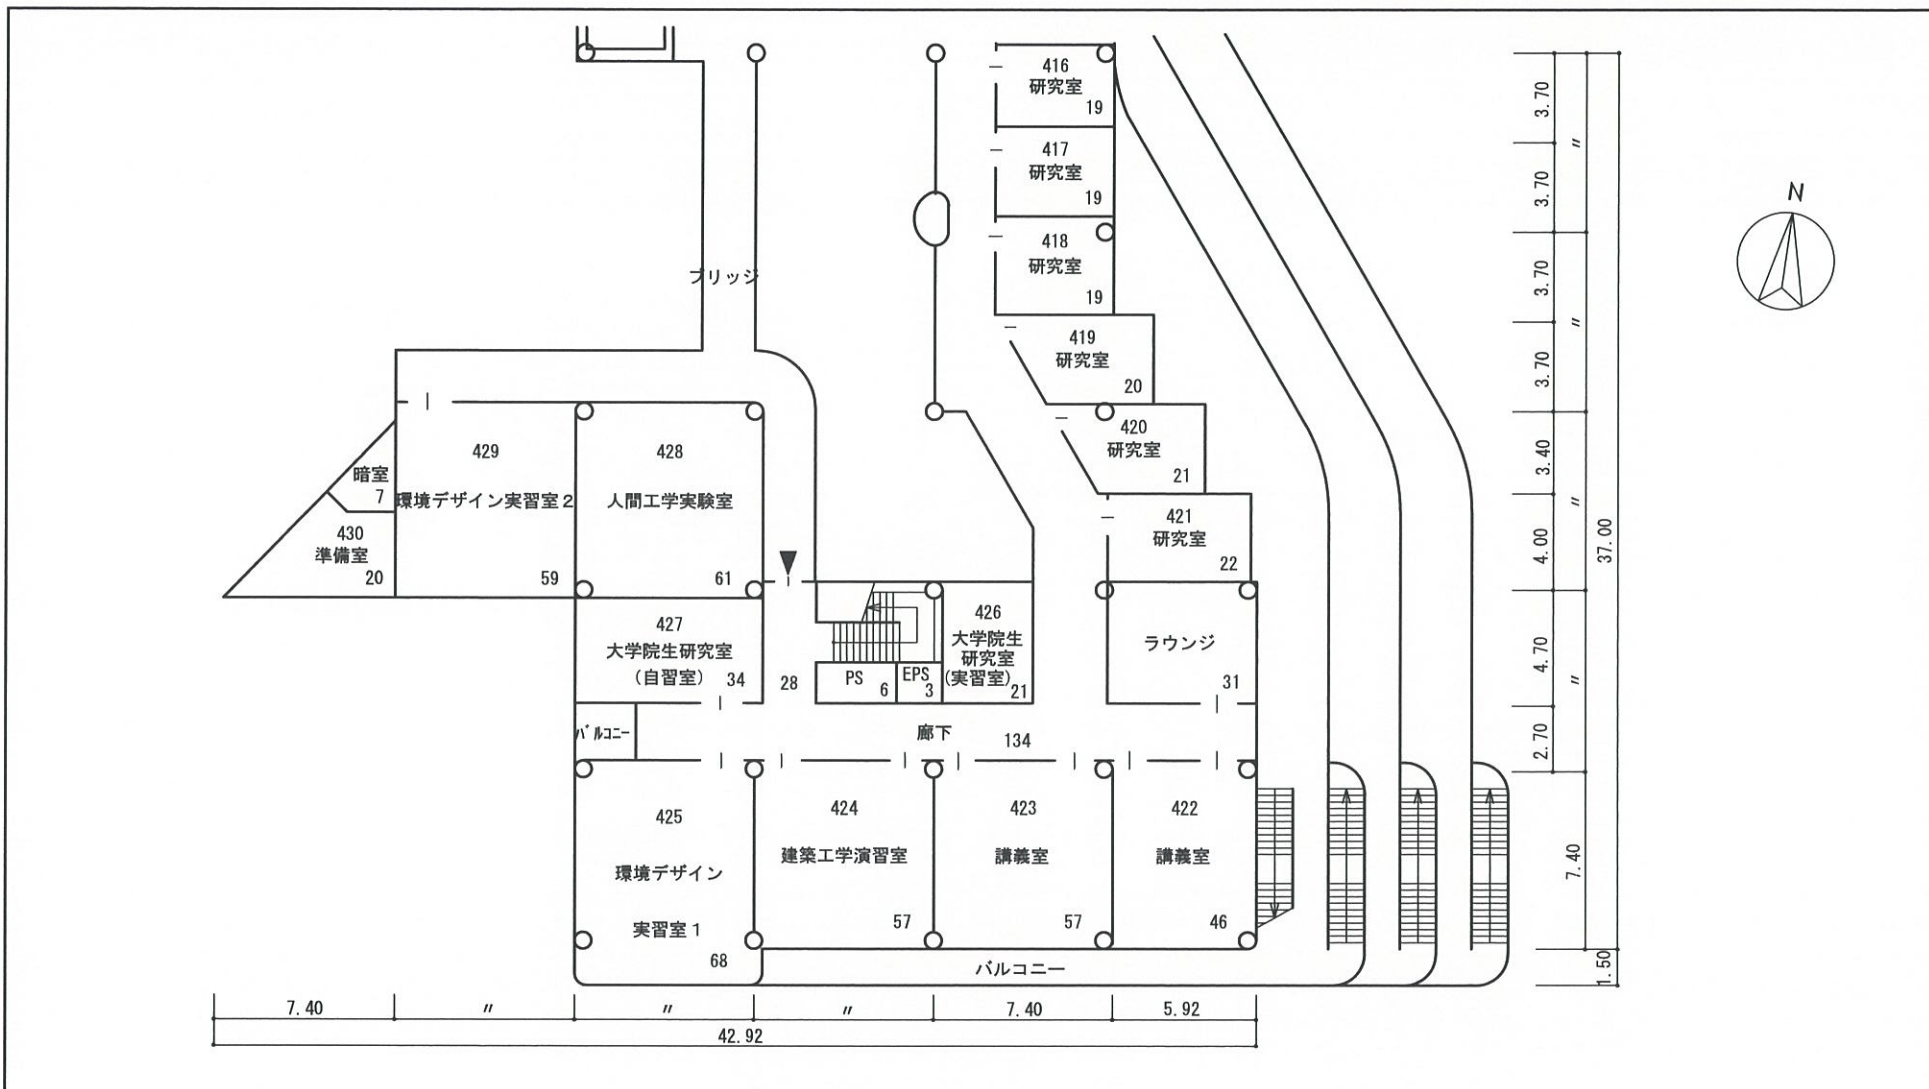 416
研究室
19
417
研究室
19
418
研究室
19
419
研究室
20
420
研究室
21
421
研究室
22
ブリッジ
N
429
環境デザイン実習室2
59
428
人間工学実験室
61
暗室
7
430
準備室
20
427
大学院生研究室
(自習室)
34
28
PS
6
EPS
3
426
大学院生
研究室
(実習室)
21
ラウンジ
31
バルコニー
廊下
134
425
環境デザイン
実習室1
68
424
建築工学演習室
57
423
講義室
57
422
講義室
46
バルコニー
3.70
3.70
3.70
3.70
3.40
4.00
4.70
2.70
〃
〃
〃
〃
〃
7.40
37.00
1.50
7.40
〃
〃
〃
7.40
5.92
42.92